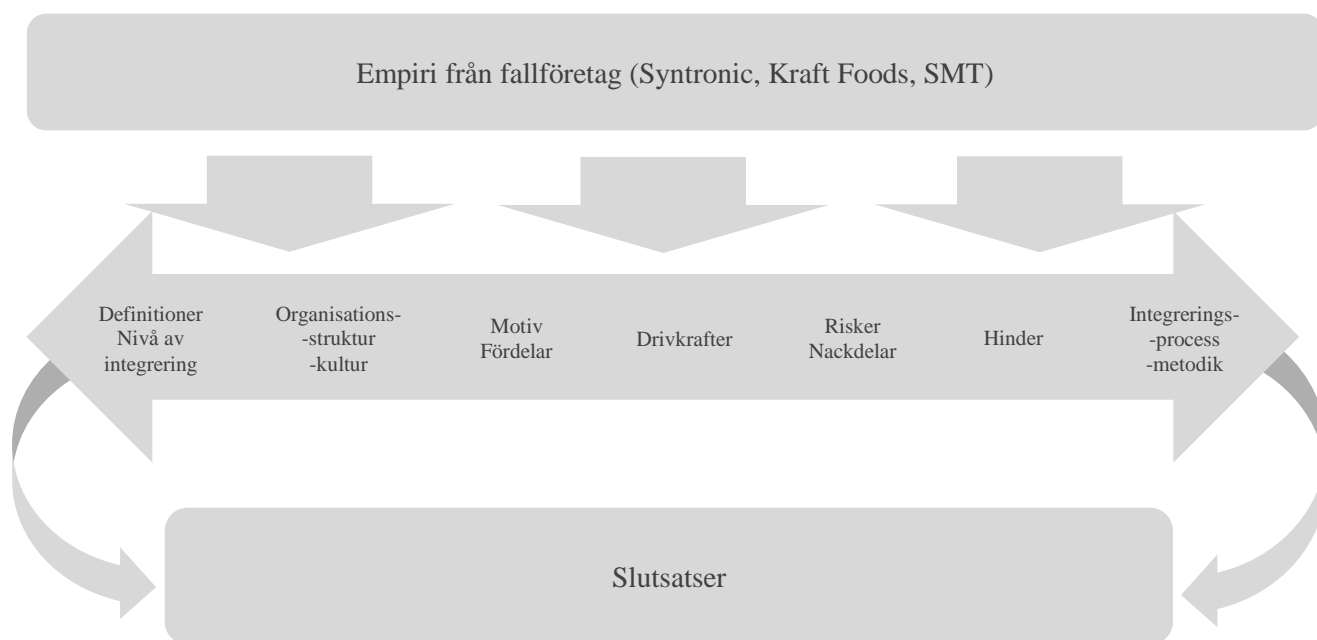 Empiri från fallföretag (Syntronic, Kraft Foods, SMT)
Definitioner
Nivå av
integrering
Organisations-
-struktur
-kultur
Motiv
Fördelar
Drivkrafter
Risker
Nackdelar
Hinder
Integrerings-
-process
-metodik
Slutsatser